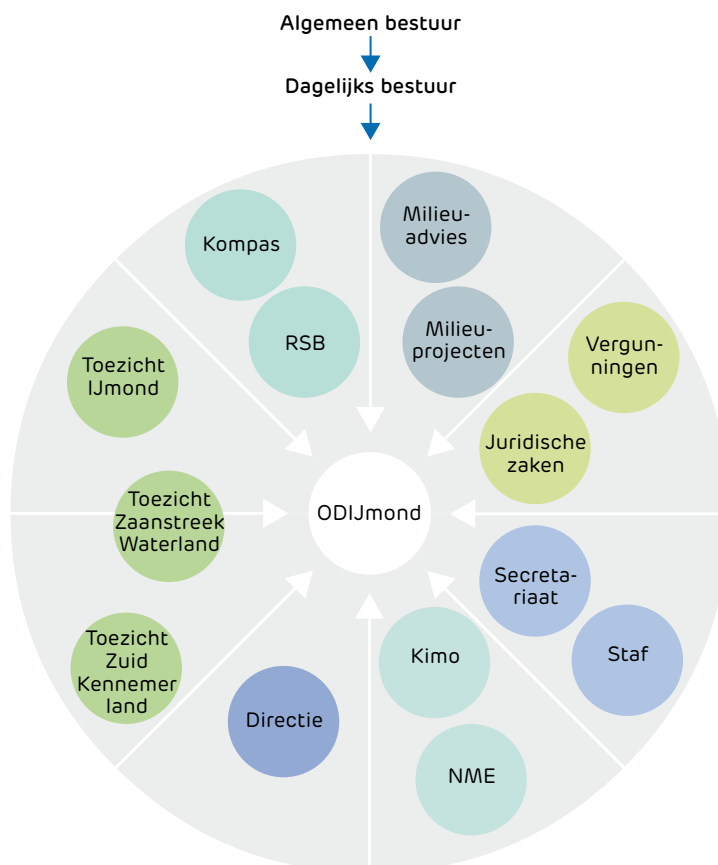 Algemeen bestuur
Dagelijks bestuur
Kompas
RSB
Milieu-
advies
Milieu-
projecten
Vergun-
ningen
Juridische
zaken
Toezicht
IJmond
Toezicht
Zaanstreek
Waterland
Toezicht
Zuid
Kennemer
land
ODIJmond
Secreta-
riaat
Staf
Kimo
NME
Directie